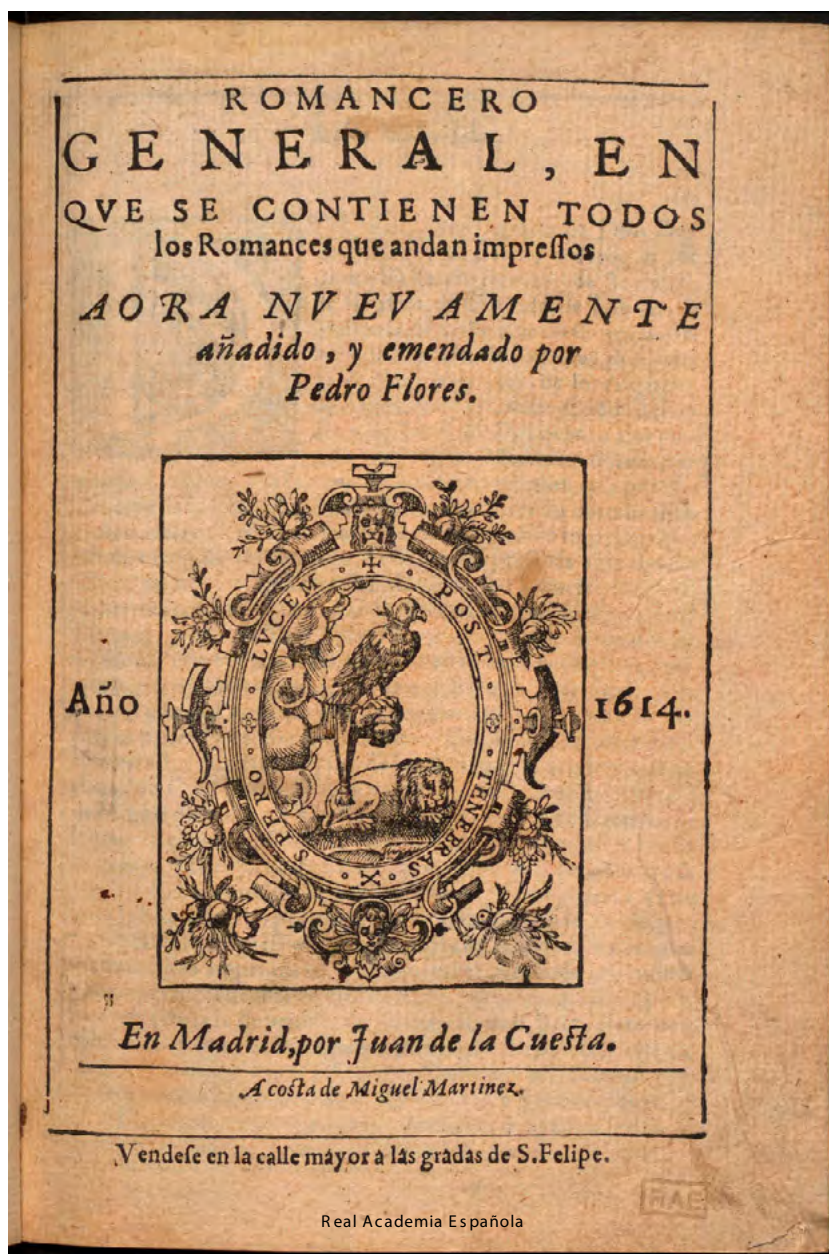 ROMANCERO
GENERAL, EN
QVE SE CONTIENEN TODOS
los Romances que andan impreſſos
AORA NVEVAMENTE
añadido, y emendado por
Pedro Flores.
SPERO LVCEM POST TENEBRAS
Año 1614.
En Madrid, por Juan de la Cueſta.
A coſta de Miguel Martinez.
Vendeſe en la calle mayor a las gradas de S. Felipe.
RAE
Real Academia Española